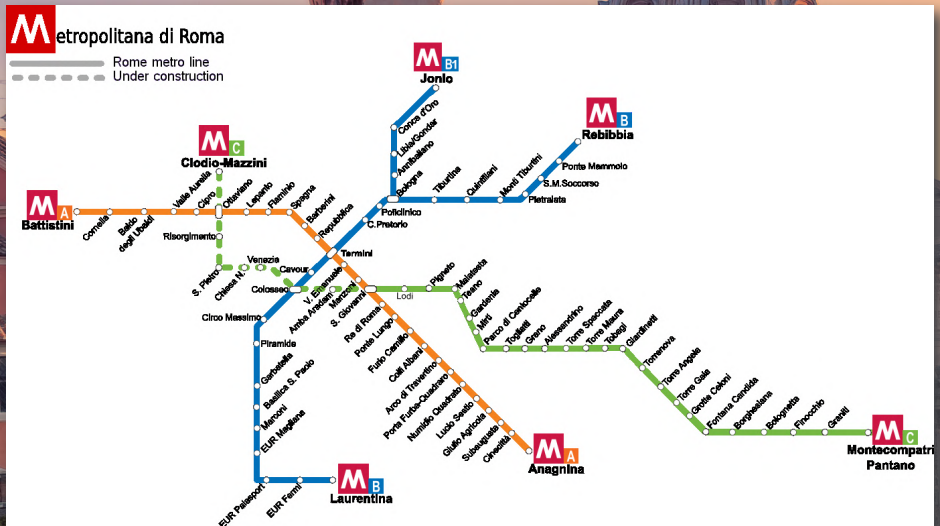 Metropolitana di Roma
Rome metro line
Under construction
M B1
Jonio
Conca d'Oro
Libia/Gondar
Annibaliano
Bologna
M B
Rebibbia
Ponte Mammolo
S.M.Soccorso
Pietralata
Monti Tiburtini
Quintiliani
Tiburtina
Policlinico
C.Pretorio
Termini
Cavour
Colosseo
Circo Massimo
Piramide
Garbatella
Basilica S. Paolo
Marconi
EUR Magliana
EUR Palasport
EUR Fermi
M B
Laurentina
M C
Clodio-Mazzini
Risorgimento
S. Pietro
Chiesa N.
Venezia
Amba Aradam
M A
Battistini
Cornelia
Baldo
degli Ubaldi
Valle Aurelia
Cipro
Ottaviano
Lepanto
Flaminio
Spagna
Barberini
Repubblica
V. Emanuele
Manzoni
S. Giovanni
Re di Roma
Ponte Lungo
Furio Camillo
Colli Albani
Arco di Travertino
Porta Furba-Quadraro
Numidio Quadrato
Lucio Sestio
Giulio Agricola
Subaugusta
Cinecittà
M A
Anagnina
Lodi
Pigneto
Malatesta
Teano
Gardenie
Mirti
Parco di Centocelle
Togliatti
Grano
Alessandrino
Torre Spaccata
Torre Maura
Tobagi
Giardinetti
Torrenova
Torre Angela
Torre Gaia
Grotte Celoni
Fontana Candida
Borghesiana
Bolognetta
Finocchio
Graniti
M C
Montecompatri
Pantano